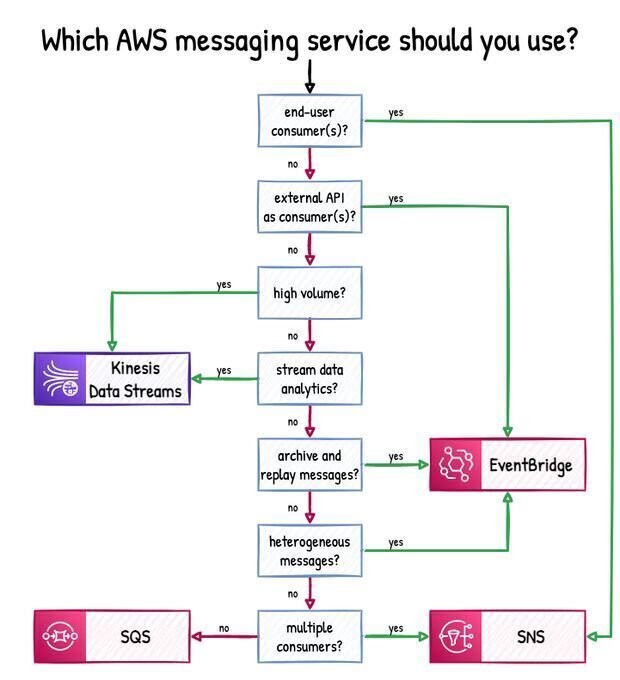 Which AWS messaging service should you use?
end-user
consumer(s)?
yes
no
external API
as consumer(s)?
yes
no
high volume?
yes
no
Kinesis
Data Streams
yes
stream data
analytics?
no
archive and
replay messages?
yes
EventBridge
no
heterogeneous
messages?
yes
no
SQS
no
multiple
consumers?
yes
SNS